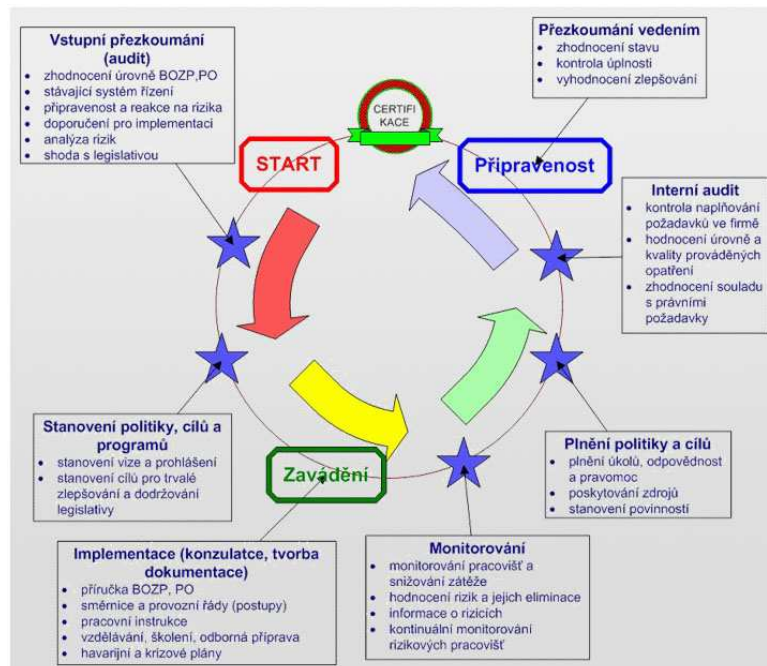 Vstupní přezkoumání
(audit)
zhodnocení úrovně BOZP,PO
stávající systém řízení
připravenost a reakce na rizika
doporučení pro implementaci
analýza rizik
shoda s legislativou
START
CERTIFI
KACE
Přezkoumání vedením
zhodnocení stavu
kontrola úplnosti
vyhodnocení zlepšování
Připravenost
Interní audit
kontrola naplňování
požadavků ve firmě
hodnocení úrovně a
kvality prováděných
opatření
zhodnocení souladu
s právními
požadavky
Stanovení politiky, cílů a
programů
stanovení vize a prohlášení
stanovení cílů pro trvalé
zlepšování a dodržování
legislativy
Zavádění
Plnění politiky a cílů
plnění úkolů, odpovědnost
a pravomoc
poskytování zdrojů
stanovení povinností
Implementace (konzulatce, tvorba
dokumentace)
příručka BOZP, PO
směrnice a provozní řády (postupy)
pracovní instrukce
vzdělávání, školení, odborná příprava
havarijní a krizové plány
Monitorování
monitorování pracovišť a
snižování zátěže
hodnocení rizik a jejich eliminace
informace o rizicích
kontinuální monitorování
rizikových pracovišť